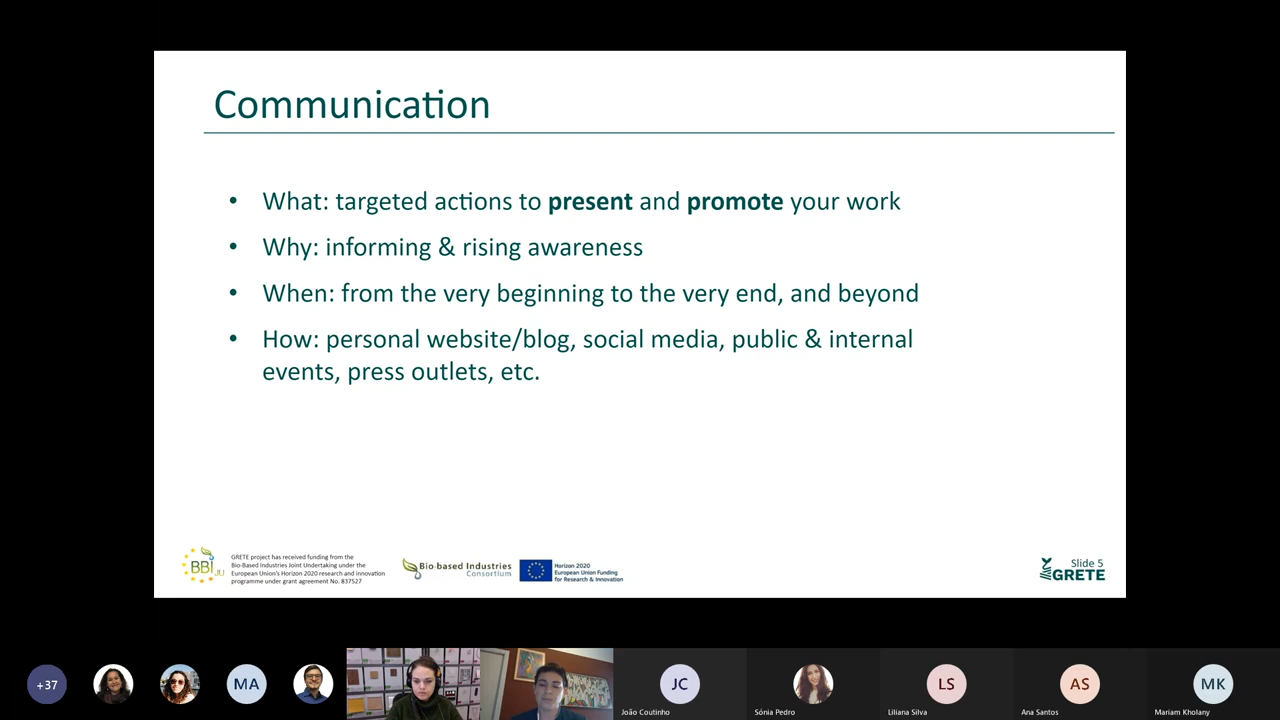 Communication
• What: targeted actions to present and promote your work
• Why: informing & rising awareness
• When: from the very beginning to the very end, and beyond
• How: personal website/blog, social media, public & internal
events, press outlets, etc.
BBI JU
GRETE project has received funding from the
Bio-Based Industries Joint Undertaking under the
European Union's Horizon 2020 research and innovation
programme under grant agreement No. 837527
Bio-based Industries
Consortium
Horizon 2020
European Union Funding
for Research & Innovation
Slide 5
GRETE
+37
MA
JC
LS
AS
MK
João Coutinho
Sónia Pedro
Liliana Silva
Ana Santos
Mariam Kholany